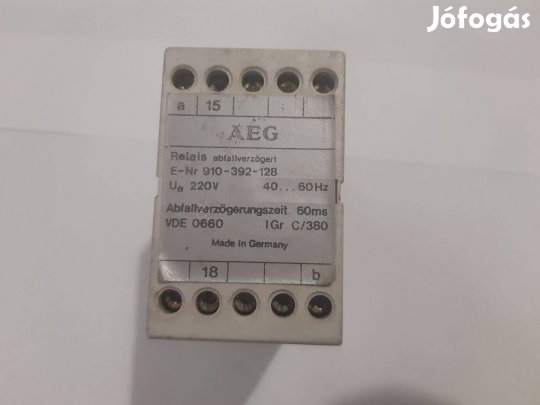 Jófogás
a 15
AEG
Relais abfallverzögert
E-Nr 910-392-128
Ue 220V 40...60Hz
Abfallverzögerungszeit 60ms
VDE 0660 IGr C/380
Made in Germany
18 b